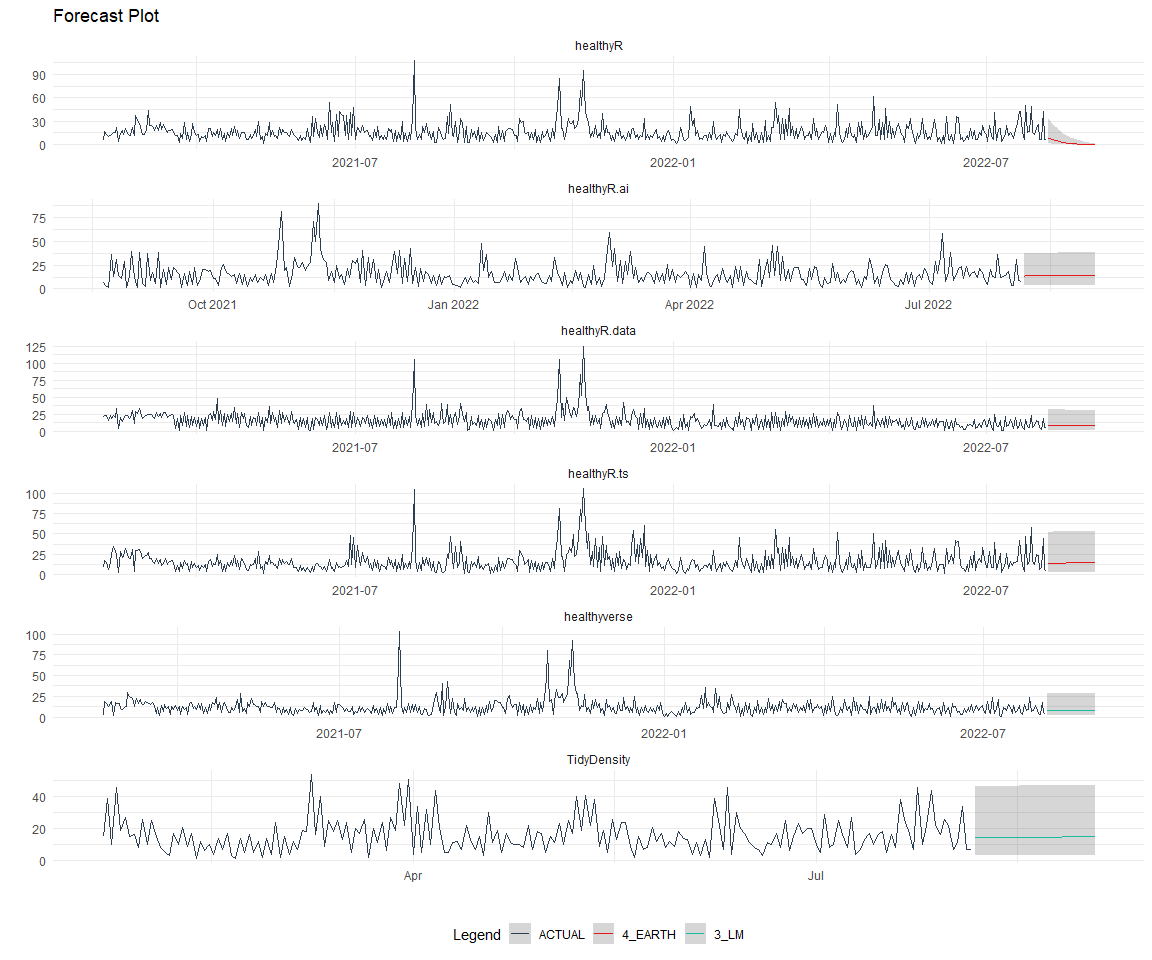 Forecast Plot
healthyR
90
60
30
0
2021-07 2022-01 2022-07
healthyR.ai
75
50
25
0
Oct 2021 Jan 2022 Apr 2022 Jul 2022
healthyR.data
125
100
75
50
25
0
2021-07 2022-01 2022-07
healthyR.ts
100
75
50
25
0
2021-07 2022-01 2022-07
healthyverse
100
75
50
25
0
2021-07 2022-01 2022-07
TidyDensity
40
20
0
Apr Jul
Legend ACTUAL 4_EARTH 3_LM